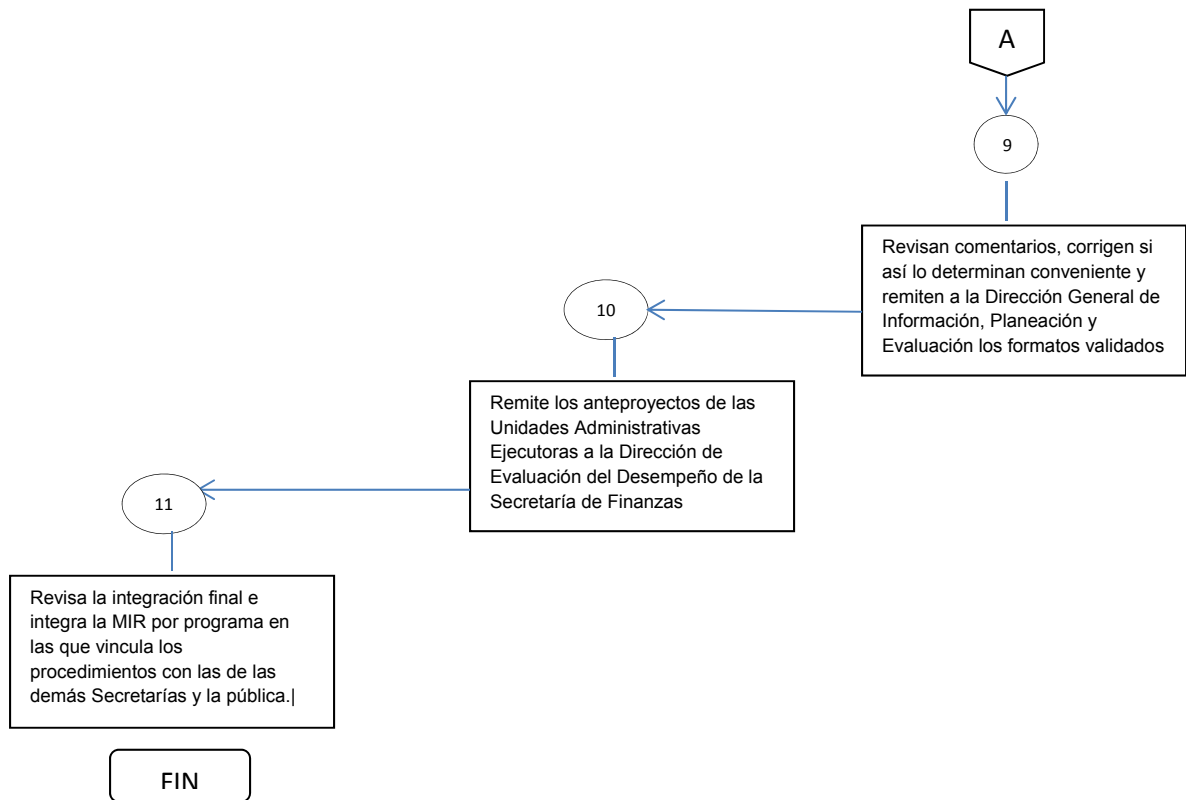 A
9
Revisan comentarios, corrigen si
así lo determinan conveniente y
remiten a la Dirección General de
Información, Planeación y
Evaluación los formatos validados
10
Remite los anteproyectos de las
Unidades Administrativas
Ejecutoras a la Dirección de
Evaluación del Desempeño de la
Secretaría de Finanzas
11
Revisa la integración final e
integra la MIR por programa en
las que vincula los
procedimientos con las de las
demás Secretarías y la pública.|
FIN